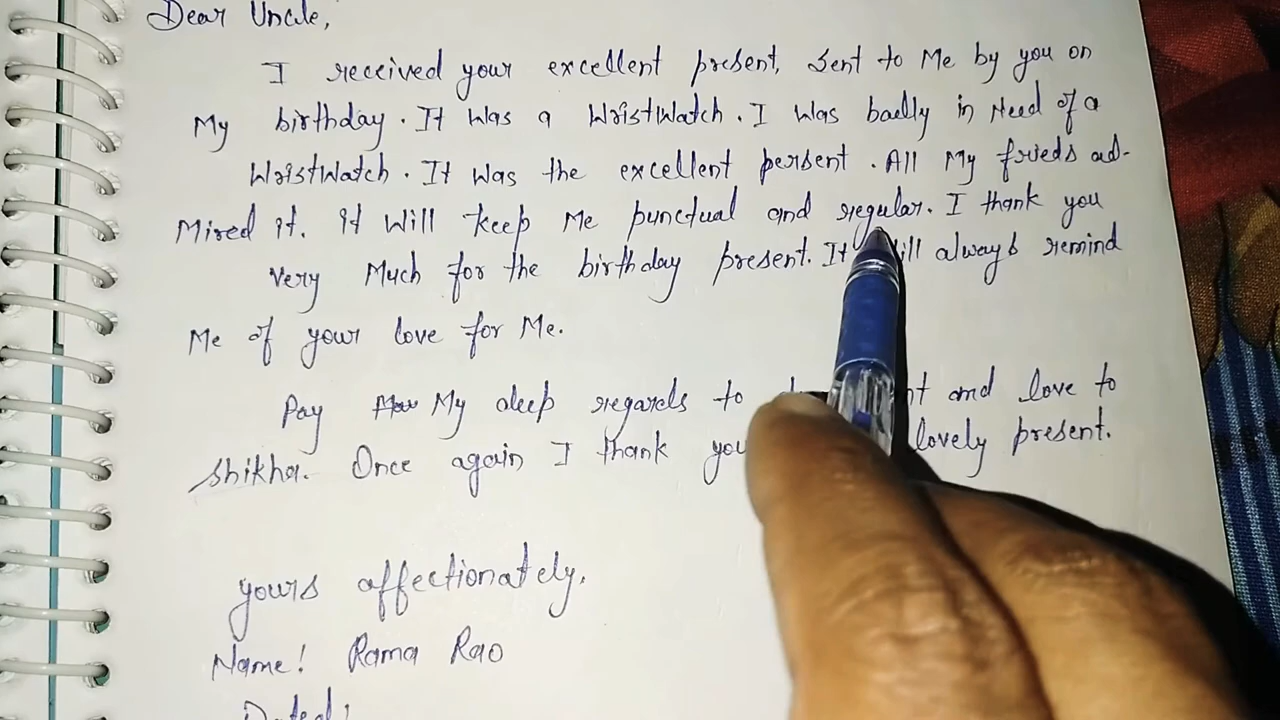 Dear Uncle,
I received your excellent present, sent to Me by you on
My birthday. It was a Wristwatch. I was badly in Need of a
Wristwatch. It was the excellent persent. All My frieds ad-
Mired it. It will keep Me punctual and regular. I thank you
very Much for the birthday present. It will always remind
Me of your love for Me.
Pay My deep regards to and love to
Shikha. Once again I thank you lovely present.
yours affectionately.
Name! Rama Rao
Dated!